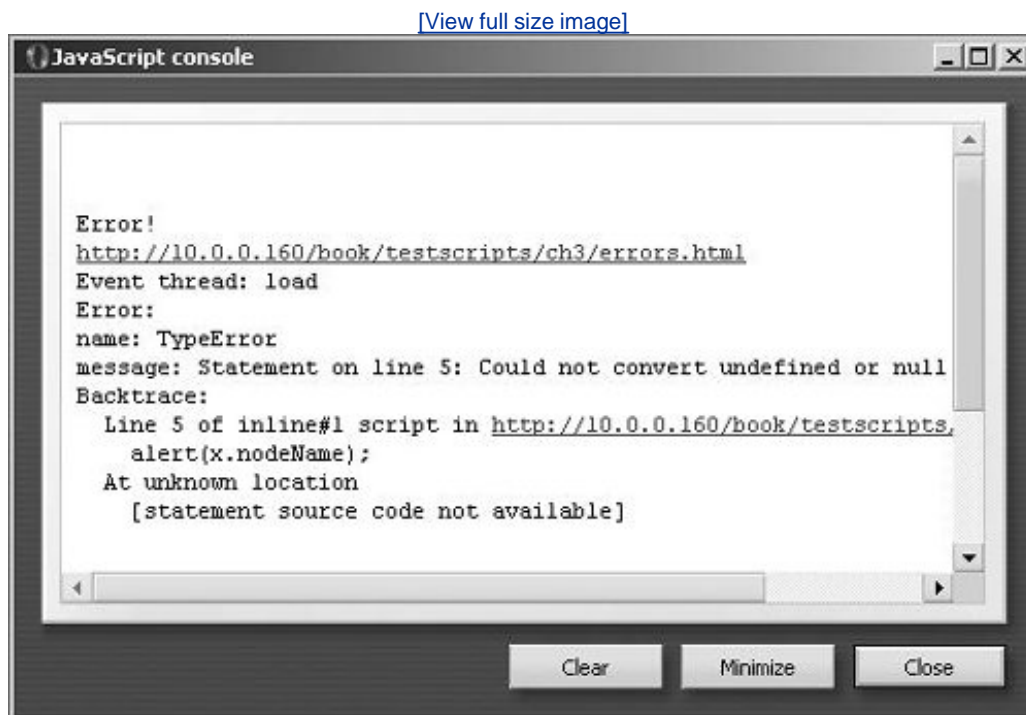 [View full size image]
JavaScript console
Error!
http://10.0.0.160/book/testscripts/ch3/errors.html
Event thread: load
Error:
name: TypeError
message: Statement on line 5: Could not convert undefined or null
Backtrace:
Line 5 of inline#1 script in http://10.0.0.160/book/testscripts,
alert(x.nodeName);
At unknown location
[statement source code not available]
Clear Minimize Close